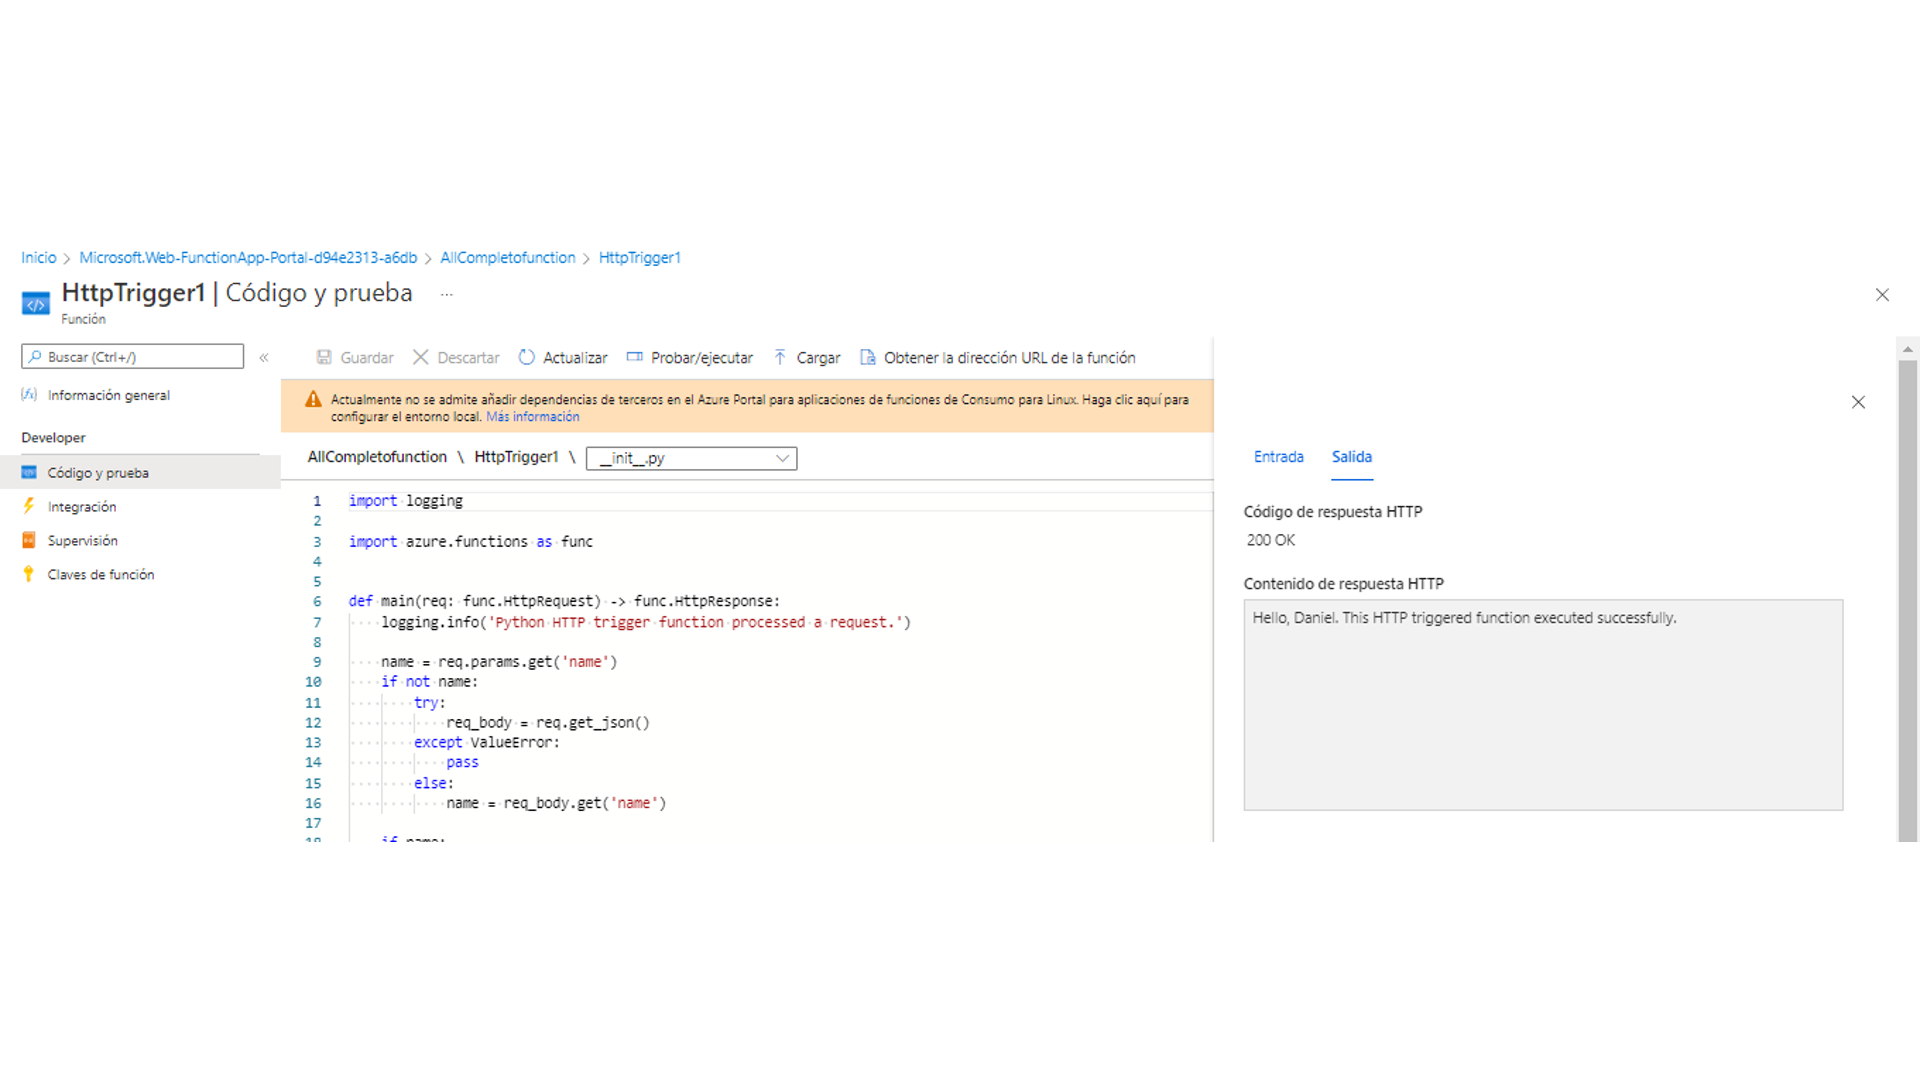 Inicio > Microsoft.Web-FunctionApp-Portal-d94e2313-a6db > AllCompletofunction > HttpTrigger1
HttpTrigger1 | Código y prueba ...
Función
Buscar (Ctrl+/)
«
Información general
Developer
Código y prueba
Integración
Supervisión
Claves de función
Guardar Descartar Actualizar Probar/ejecutar Cargar Obtener la dirección URL de la función
Actualmente no se admite añadir dependencias de terceros en el Azure Portal para aplicaciones de funciones de Consumo para Linux. Haga clic aquí para
configurar el entorno local. Más información
AllCompletofunction \ HttpTrigger1 \ __init__.py
1 import logging
2
3 import azure.functions as func
4
5
6 def main(req: func.HttpRequest) -> func.HttpResponse:
7     logging.info('Python HTTP trigger function processed a request.')
8
9     name = req.params.get('name')
10     if not name:
11         try:
12             req_body = req.get_json()
13         except ValueError:
14             pass
15         else:
16             name = req_body.get('name')
17
18     if name:
Entrada Salida
Código de respuesta HTTP
200 OK
Contenido de respuesta HTTP
Hello, Daniel. This HTTP triggered function executed successfully.